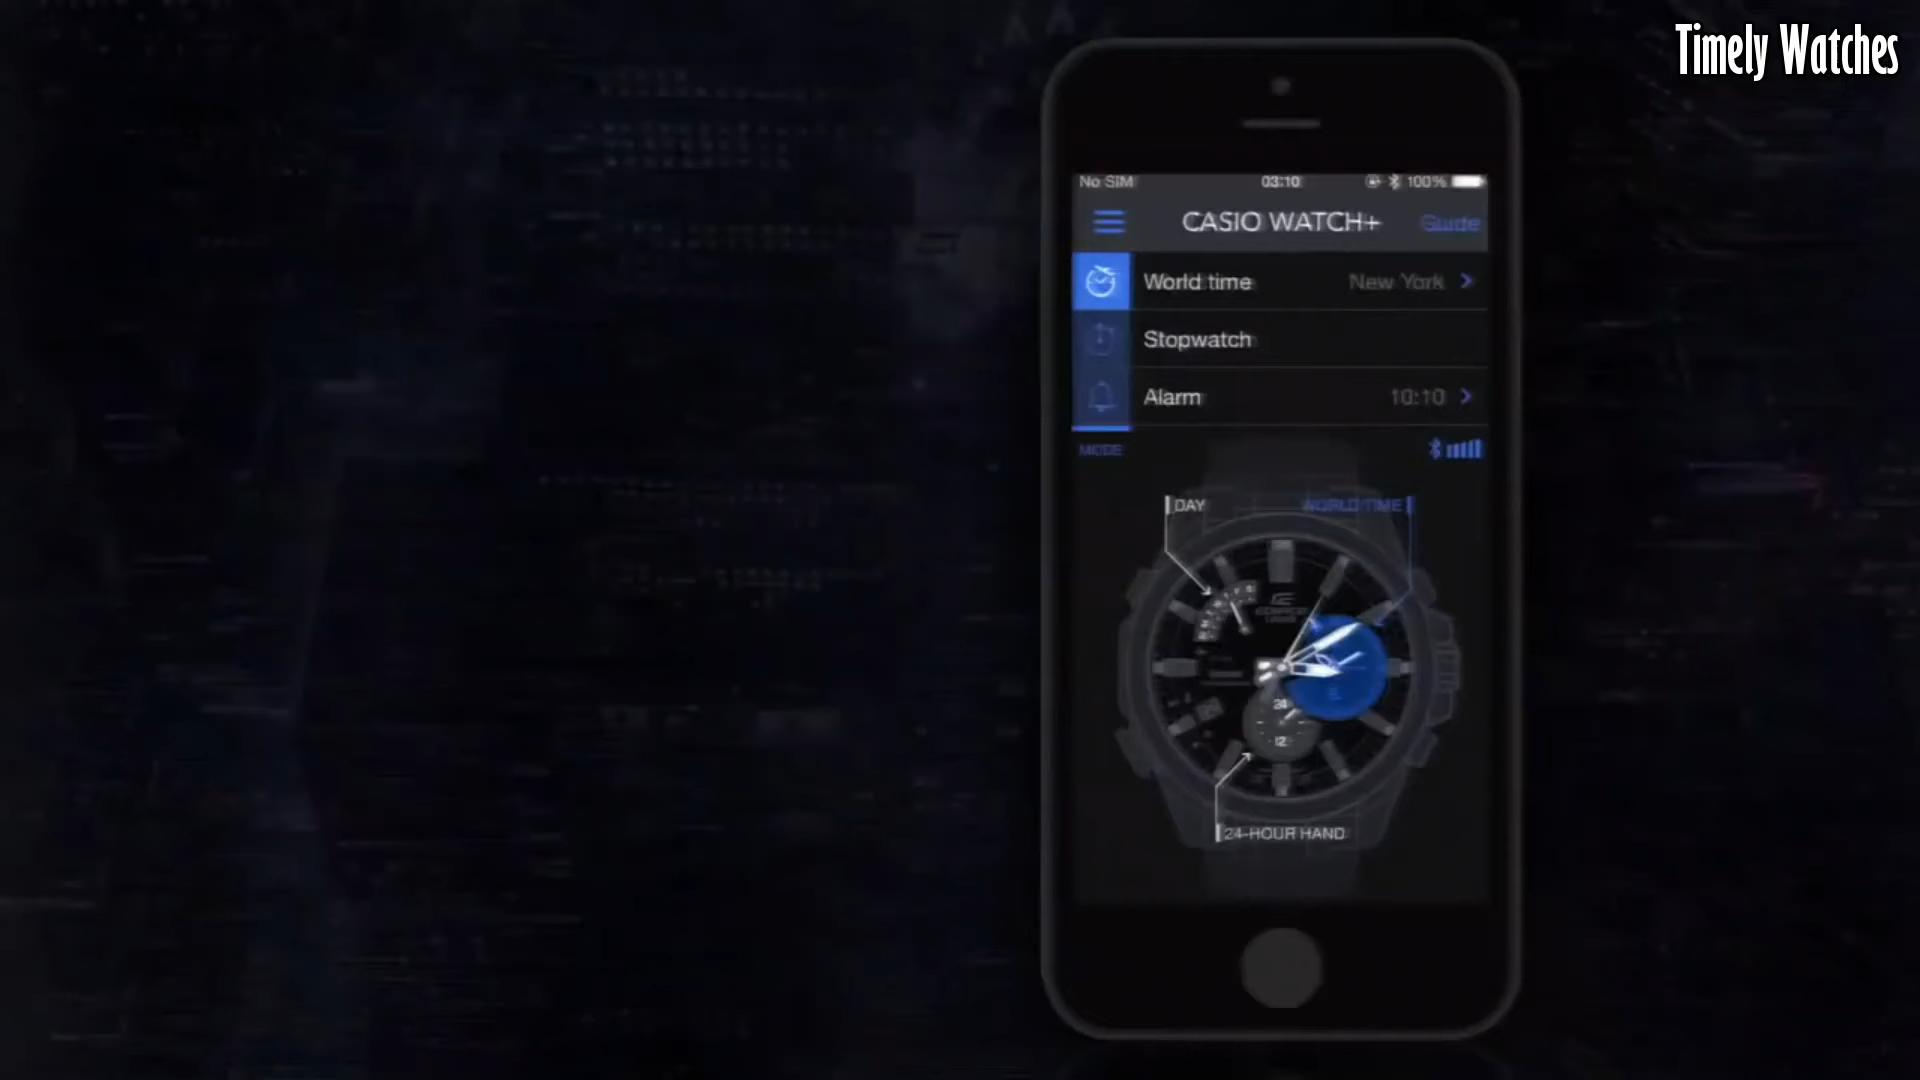 Timely Watches
No SIM 03:10 100%
CASIO WATCH+ Guide
World time New York
Stopwatch
Alarm 10:10
MODE
DAY WORLD TIME
EDIFICE
24
12
24-HOUR HAND